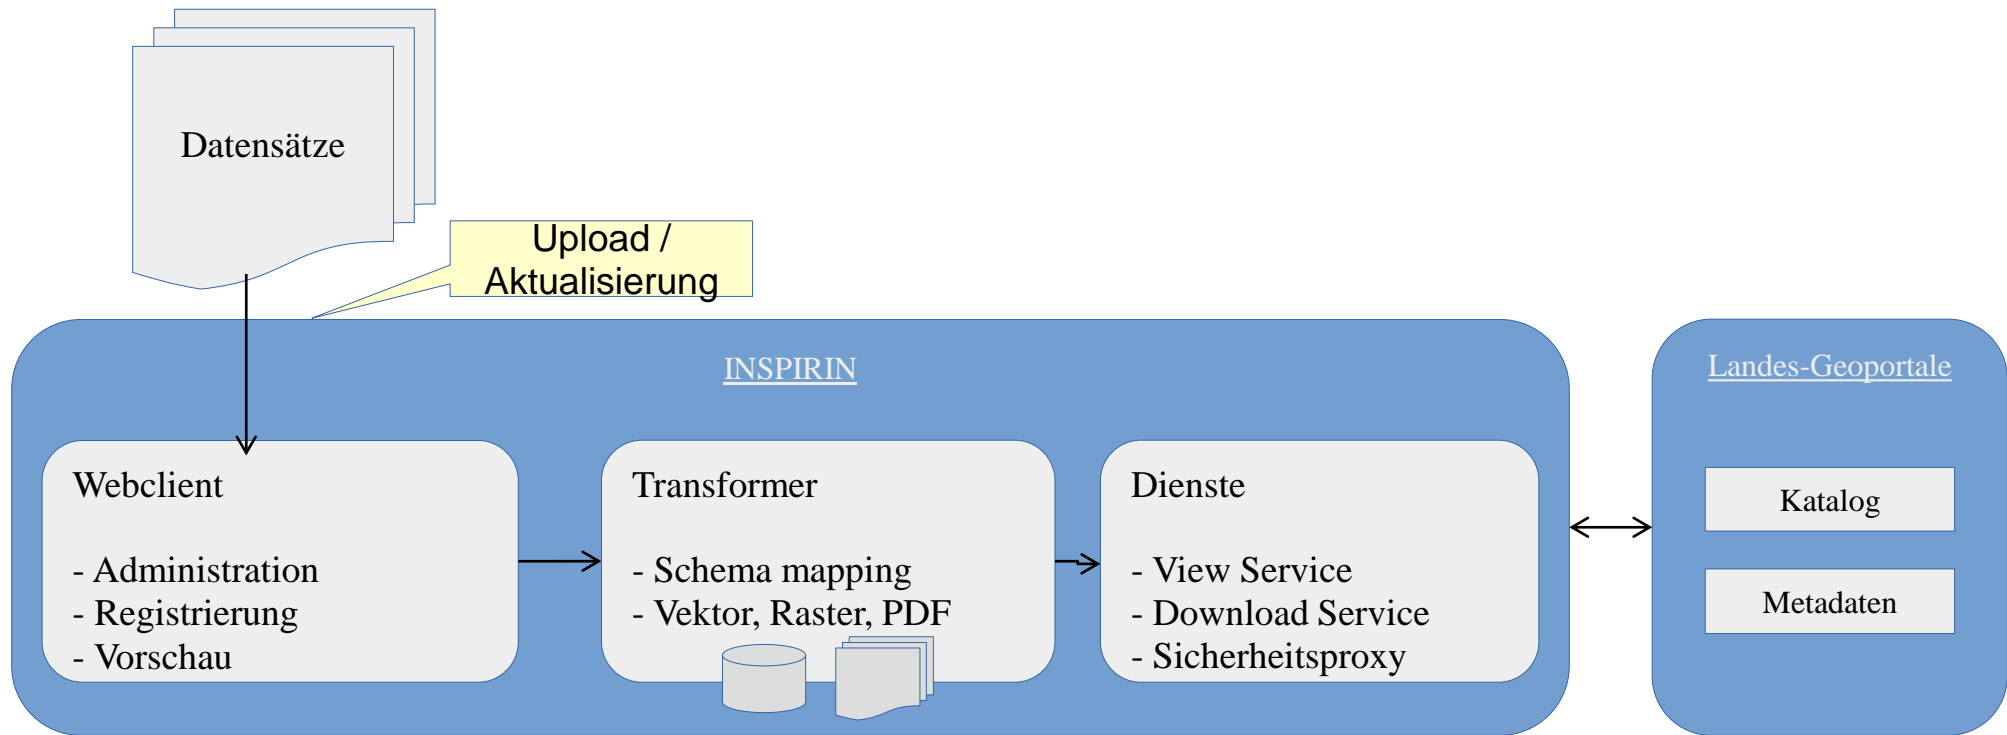 Datensätze
Upload /
Aktualisierung
INSPIRIN
Webclient
- Administration
- Registrierung
- Vorschau
Transformer
- Schema mapping
- Vektor, Raster, PDF
Dienste
- View Service
- Download Service
- Sicherheitsproxy
Landes-Geoportale
Katalog
Metadaten